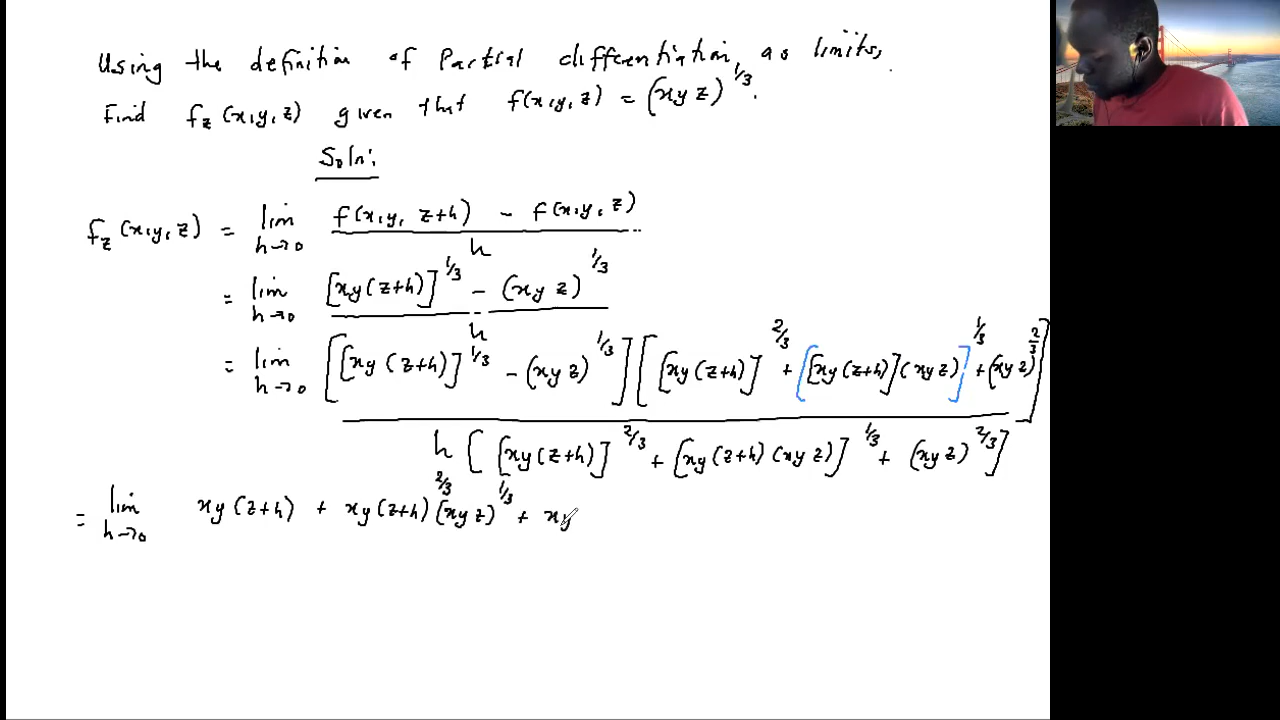 Using the definition of Partial differentiation, as limits,
Find f_z (x,y,z) given that f(x,y,z) = (xyz)^{1/3}.
Soln:
f_z (x,y,z) = lim_{h→0} \frac{f(x,y, z+h) - f(x,y,z)}{h}
= lim_{h→0} \frac{[xy(z+h)]^{1/3} - (xyz)^{1/3}}{h}
= lim_{h→0} \frac{[[xy(z+h)]^{1/3} - (xyz)^{1/3}][[xy(z+h)]^{2/3} + [[xy(z+h)](xyz)]^{1/3} + (xyz)^{2/3}]}{h[[xy(z+h)]^{2/3} + [xy(z+h)(xyz)]^{1/3} + (xyz)^{2/3}]}
= lim_{h→0} xy(z+h) + xy(z+h)^{2/3}(xyz)^{1/3} + xy